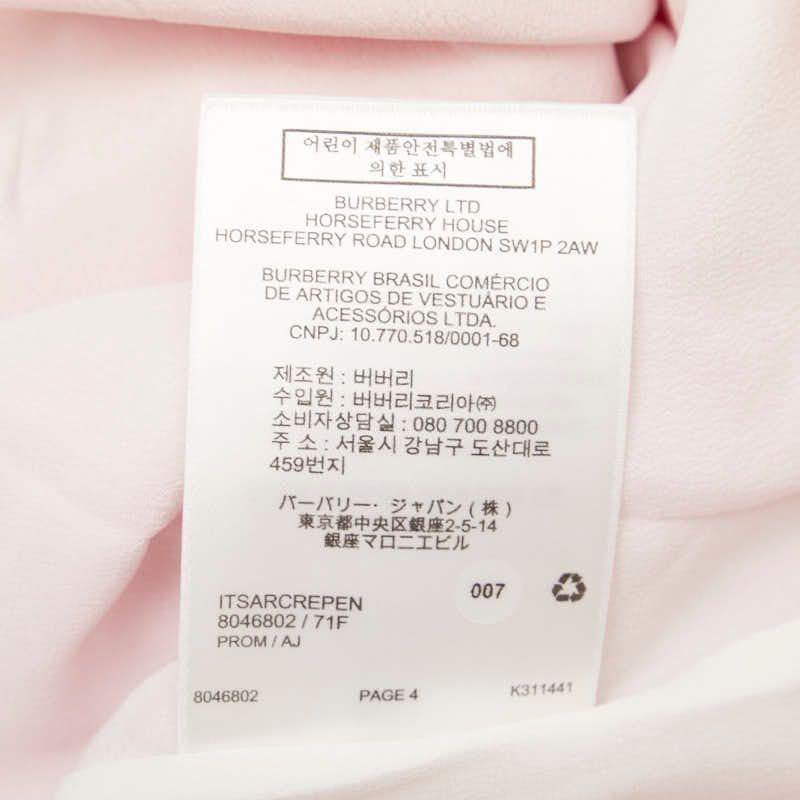 어린이 제품안전특별법에
의한 표시
BURBERRY LTD
HORSEFERRY HOUSE
HORSEFERRY ROAD LONDON SW1P 2AW
BURBERRY BRASIL COMÉRCIO
DE ARTIGOS DE VESTUÁRIO E
ACESSÓRIOS LTDA.
CNPJ: 10.770.518/0001-68
제조원 : 버버리
수입원 : 버버리코리아㈜
소비자상담실 : 080 700 8800
주 소 : 서울시 강남구 도산대로
459번지
バーバリー・ジャパン ( 株 )
東京都中央区銀座2-5-14
銀座マロニエビル
007
ITSARCREPEN
8046802 / 71F
PROM / AJ
8046802 PAGE 4 K311441